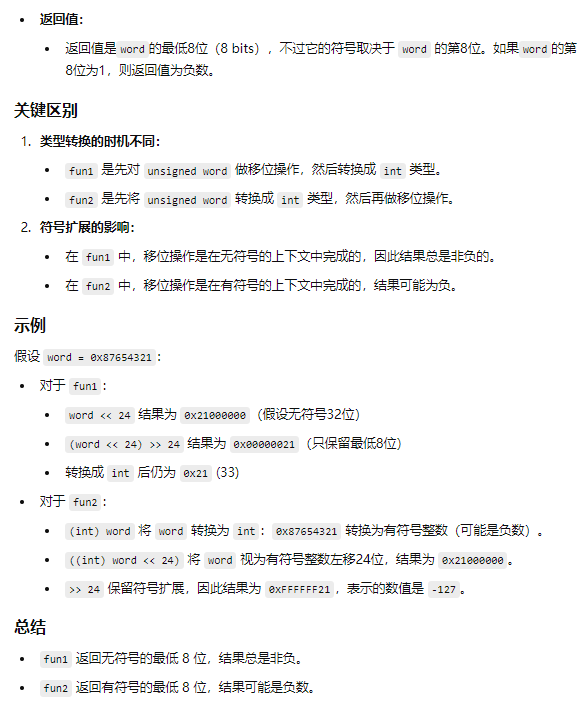 返回值：
返回值是 word 的最低8位（8 bits），不过它的符号取决于 word 的第8位。如果 word 的第
8位为1，则返回值为负数。
关键区别
1. 类型转换的时机不同：
fun1 是先对 unsigned word 做移位操作，然后转换成 int 类型。
fun2 是先将 unsigned word 转换成 int 类型，然后再做移位操作。
2. 符号扩展的影响：
在 fun1 中，移位操作是在无符号的上下文中完成的，因此结果总是非负的。
在 fun2 中，移位操作是在有符号的上下文中完成的，结果可能为负。
示例
假设 word = 0x87654321：
对于 fun1：
word << 24 结果为 0x21000000（假设无符号32位）
(word << 24) >> 24 结果为 0x00000021（只保留最低8位）
转换成 int 后仍为 0x21 (33)
对于 fun2：
(int) word 将 word 转换为 int：0x87654321 转换为有符号整数（可能是负数）。
((int) word << 24) 将 word 视为有符号整数左移24位，结果为 0x21000000。
>> 24 保留符号扩展，因此结果为 0xFFFFFF21，表示的数值是 -127。
总结
fun1 返回无符号的最低 8 位，结果总是非负。
fun2 返回有符号的最低 8 位，结果可能是负数。